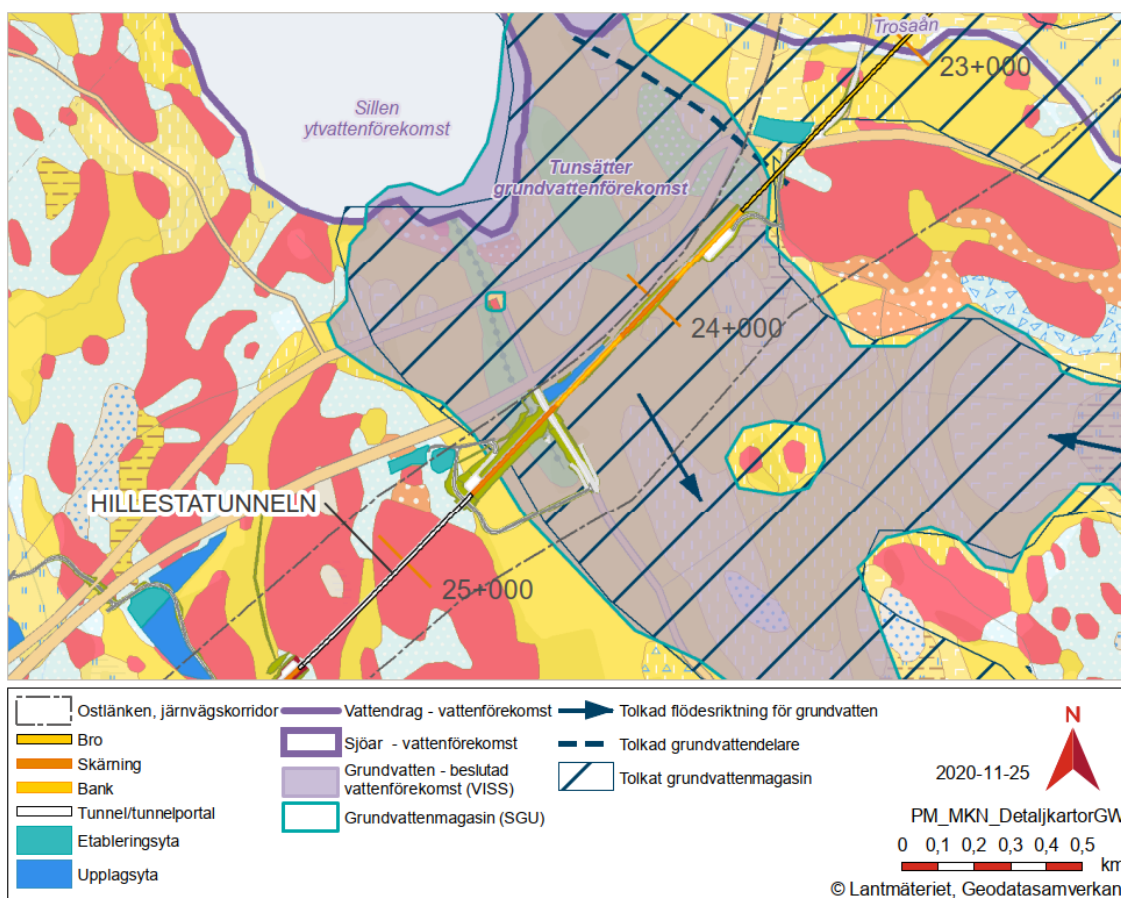 Trosaån
23+000
Sillen
ytvattenförekomst
Tunsätter
grundvattenförekomst
24+000
HILLESTATUNNELN
25+000
Ostlänken, järnvägskorridor
Bro
Skärning
Bank
Tunnel/tunnelportal
Etableringsyta
Upplagsyta
Vattendrag - vattenförekomst
Sjöar - vattenförekomst
Grundvatten - beslutad
vattenförekomst (VISS)
Grundvattenmagasin (SGU)
Tolkad flödesriktning för grundvatten
Tolkad grundvattendelare
Tolkat grundvattenmagasin
N
2020-11-25
PM_MKN_DetaljkartorGW
0 0,1 0,2 0,3 0,4 0,5
km
© Lantmäteriet, Geodatasamverkan